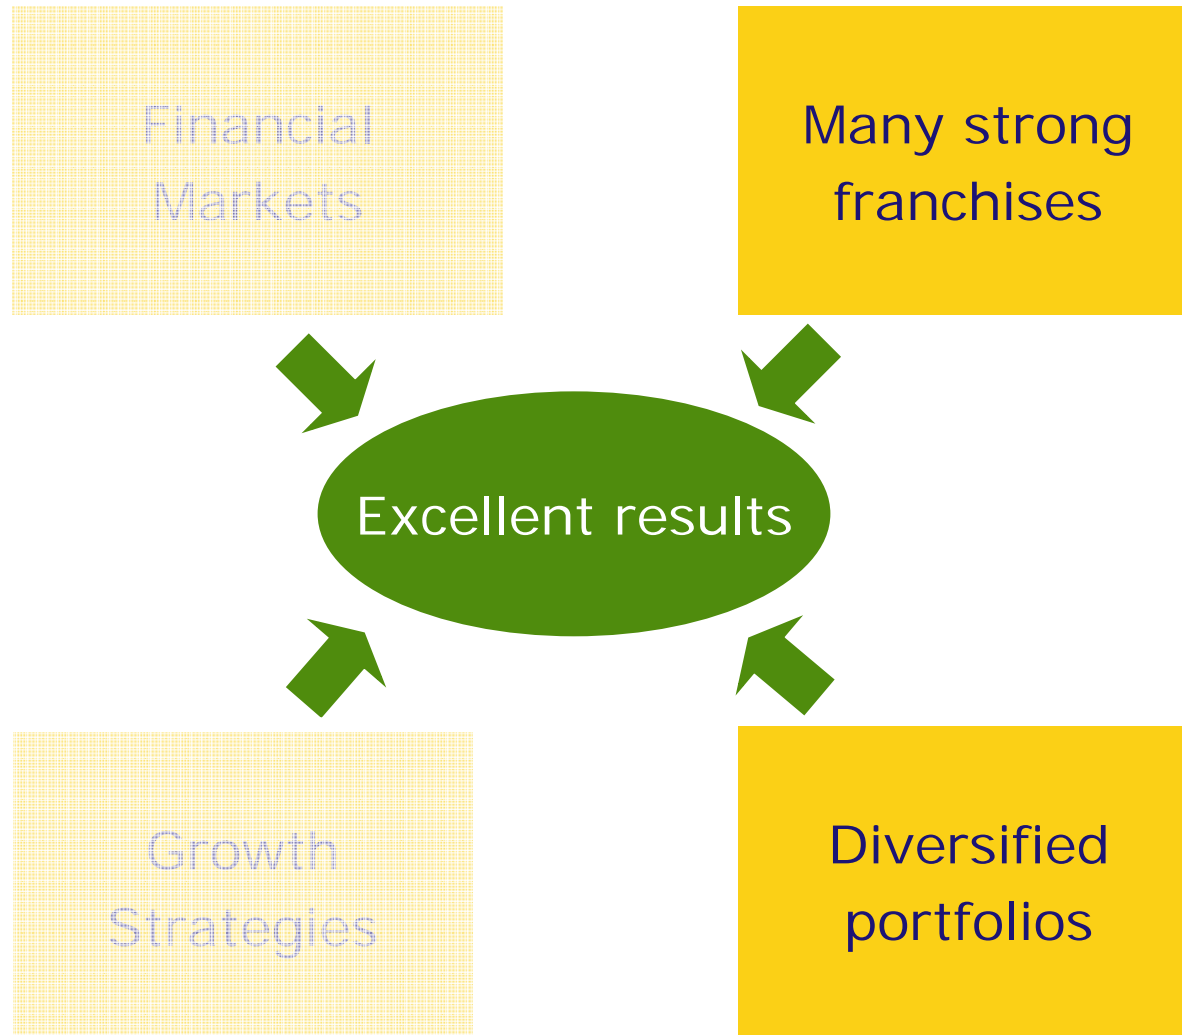 Financial
Markets
Many strong
franchises
Excellent results
Growth
Strategies
Diversified
portfolios